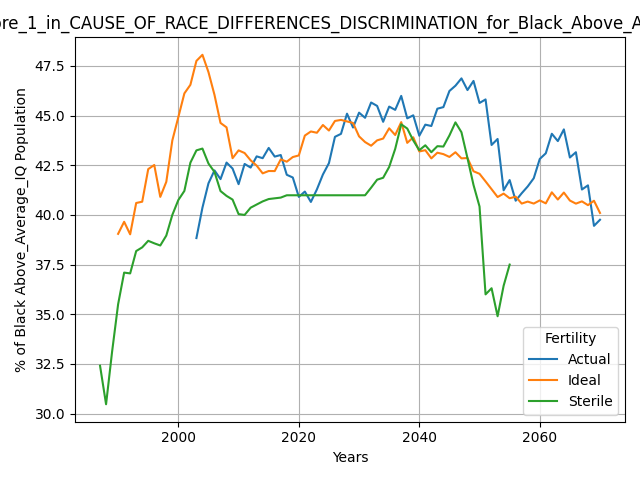 ore_1_in_CAUSE_OF_RACE_DIFFERENCES_DISCRIMINATION_for_Black_Above_A
% of Black Above_Average_IQ Population
47.5
45.0
42.5
40.0
37.5
35.0
32.5
30.0
Fertility
Actual
Ideal
Sterile
2000 2020 2040 2060
Years